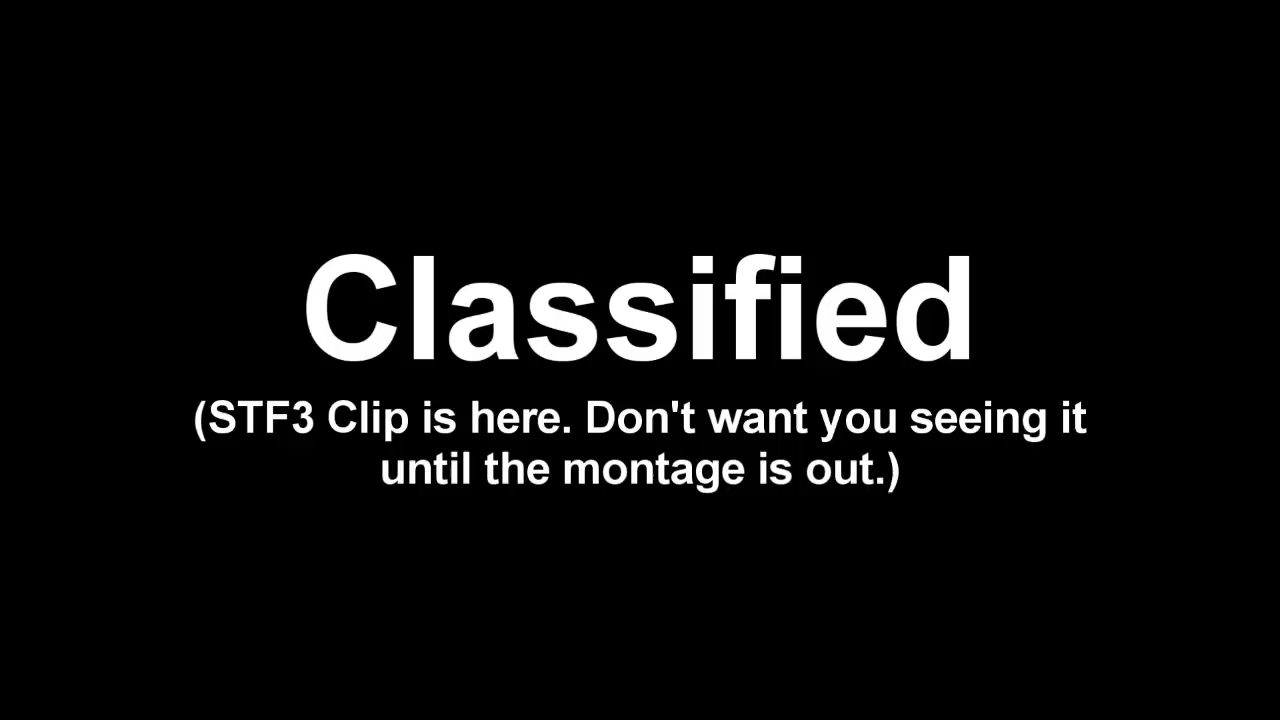 Classified
(STF3 Clip is here. Don't want you seeing it
until the montage is out.)